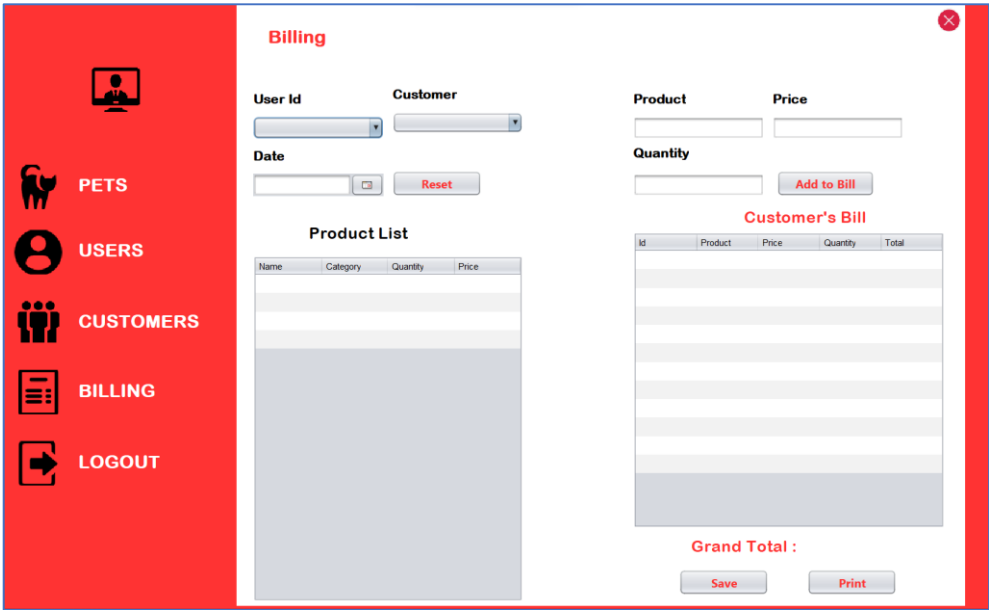 PETS
USERS
CUSTOMERS
BILLING
LOGOUT
Billing
User Id
Customer
Date
Reset
Product List
Name Category Quantity Price
Product Price
Quantity
Add to Bill
Customer's Bill
Id Product Price Quantity Total
Grand Total :
Save Print